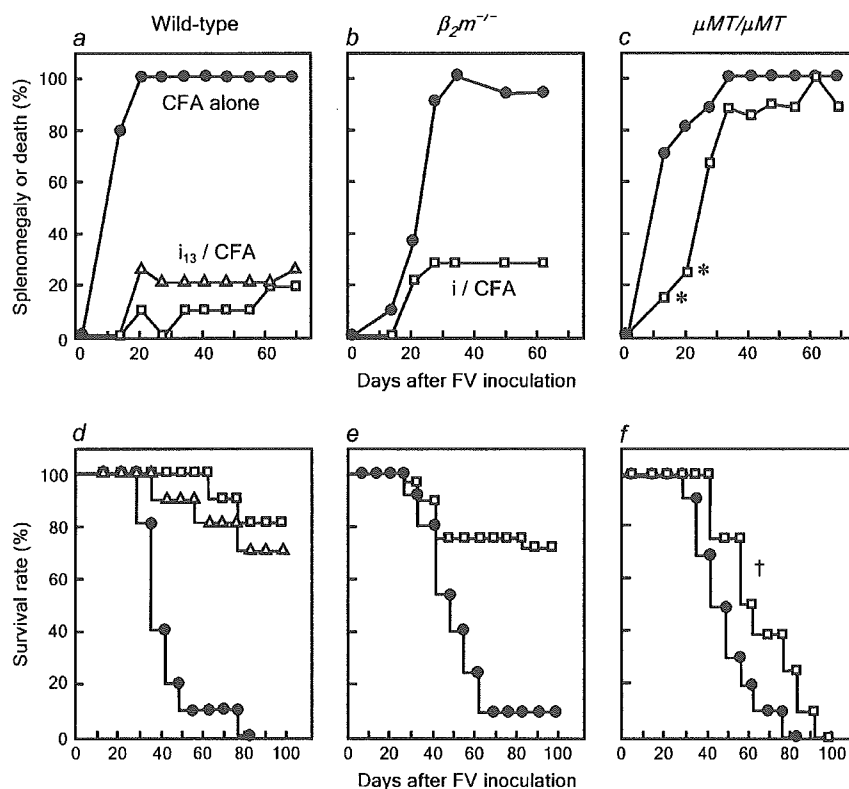 Wild-type
β₂m⁻/⁻
μMT/μMT
a
b
c
Splenomegaly or death (%)
100
80
60
40
20
0
CFA alone
i₁₃ / CFA
i / CFA
*
*
0 20 40 60
0 20 40 60
0 20 40 60
Days after FV inoculation
d
e
f
Survival rate (%)
100
80
60
40
20
0
†
0 20 40 60 80 100
0 20 40 60 80 100
0 20 40 60 80 100
Days after FV inoculation